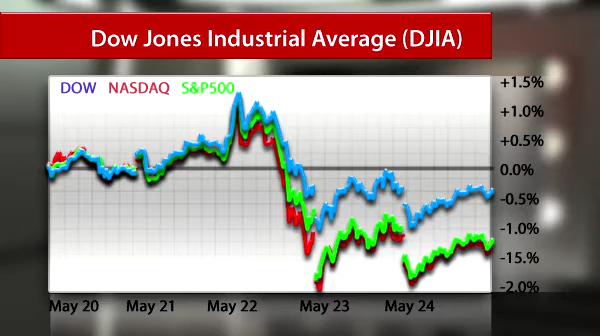 Dow Jones Industrial Average (DJIA)
DOW NASDAQ S&P500
+1.5%
+1.0%
+0.5%
0.0%
-0.5%
-1.0%
-15.%
-2.0%
May 20 May 21 May 22 May 23 May 24